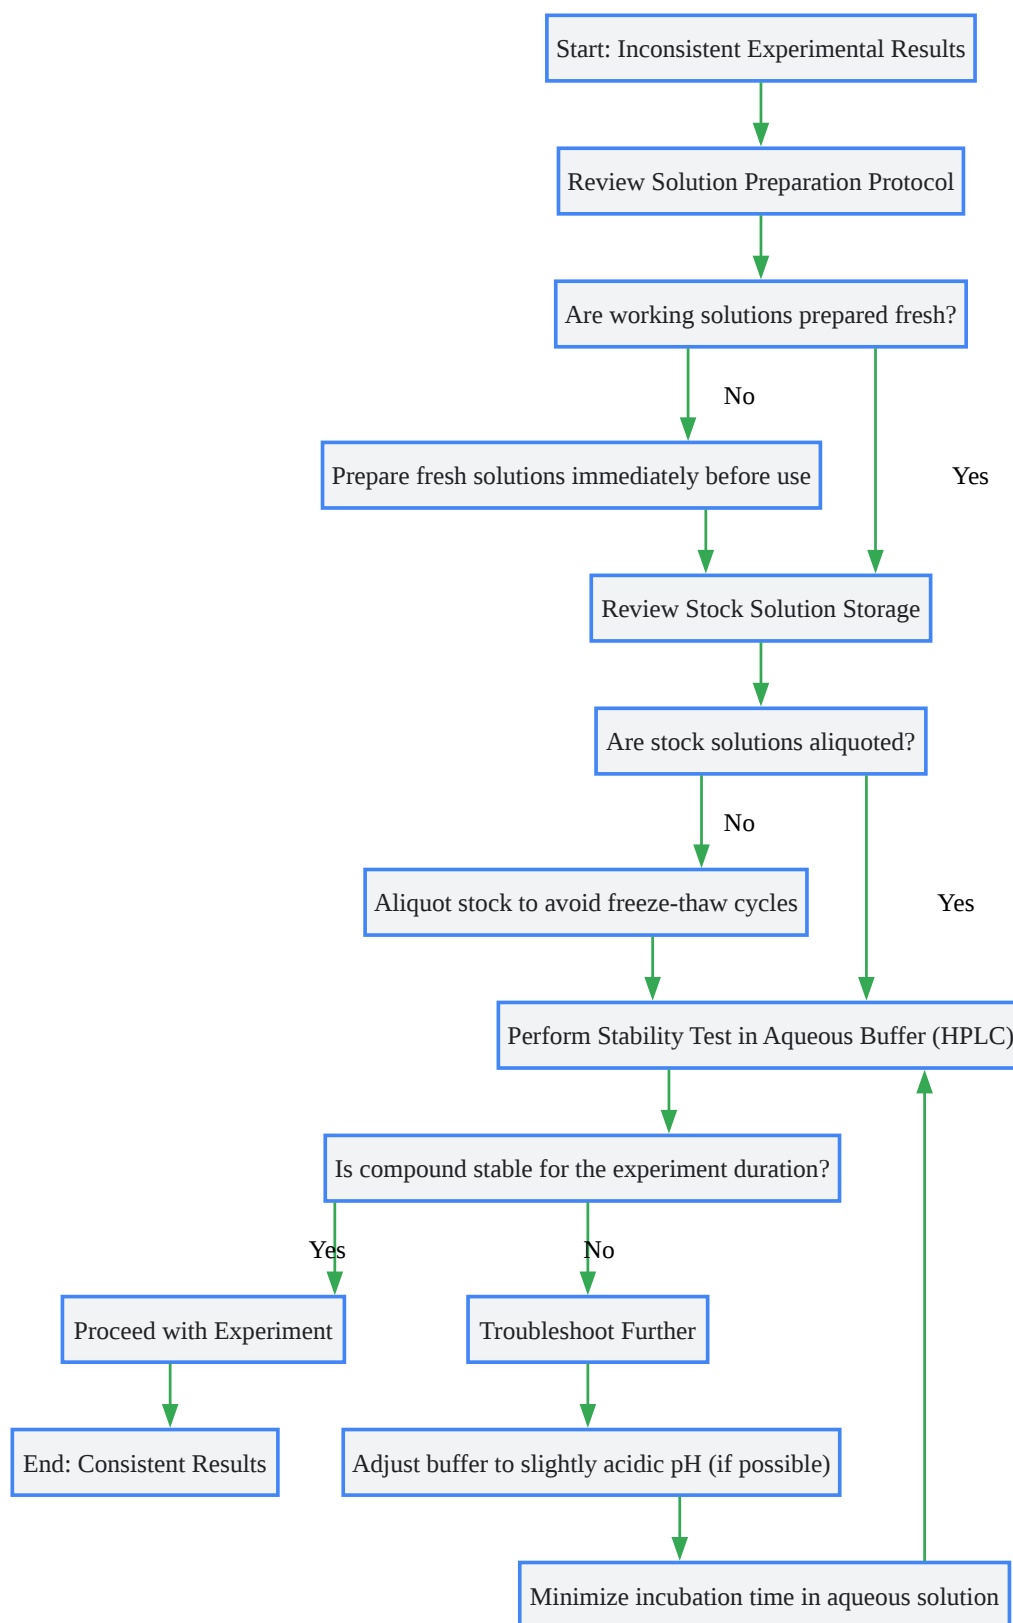 Start: Inconsistent Experimental Results
Review Solution Preparation Protocol
Are working solutions prepared fresh?
No
Prepare fresh solutions immediately before use
Yes
Review Stock Solution Storage
Are stock solutions aliquoted?
No
Aliquot stock to avoid freeze-thaw cycles
Yes
Perform Stability Test in Aqueous Buffer (HPLC)
Is compound stable for the experiment duration?
Yes
No
Proceed with Experiment
Troubleshoot Further
End: Consistent Results
Adjust buffer to slightly acidic pH (if possible)
Minimize incubation time in aqueous solution